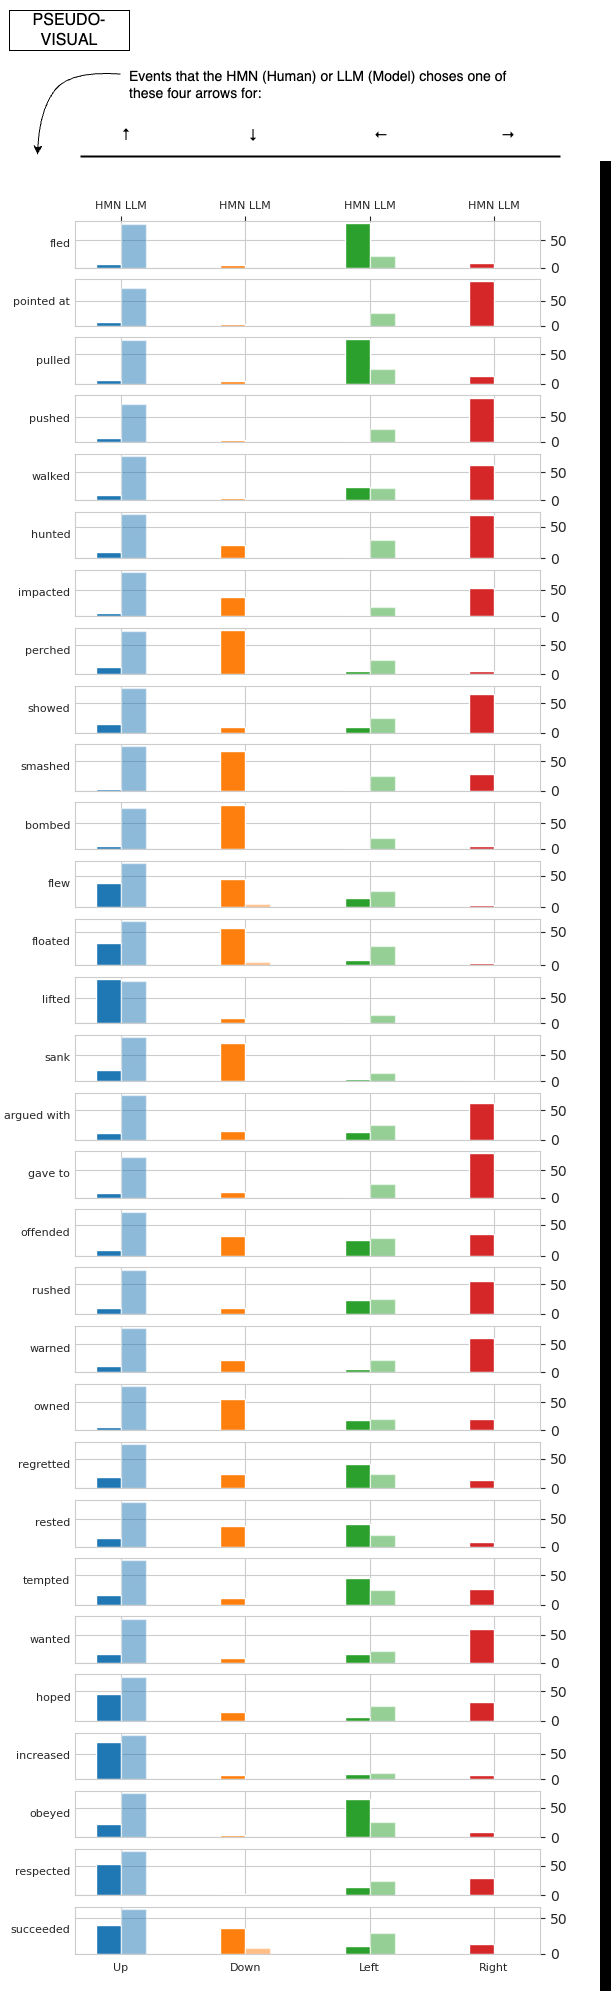 PSEUDO-
VISUAL
Events that the HMN (Human) or LLM (Model) choses one of
these four arrows for:
↑ ↓ ← →
HMN LLM HMN LLM HMN LLM HMN LLM
fled 50 0
pointed at 50 0
pulled 50 0
pushed 50 0
walked 50 0
hunted 50 0
impacted 50 0
perched 50 0
showed 50 0
smashed 50 0
bombed 50 0
flew 50 0
floated 50 0
lifted 50 0
sank 50 0
argued with 50 0
gave to 50 0
offended 50 0
rushed 50 0
warned 50 0
owned 50 0
regretted 50 0
rested 50 0
tempted 50 0
wanted 50 0
hoped 50 0
increased 50 0
obeyed 50 0
respected 50 0
succeeded 50 0
Up Down Left Right